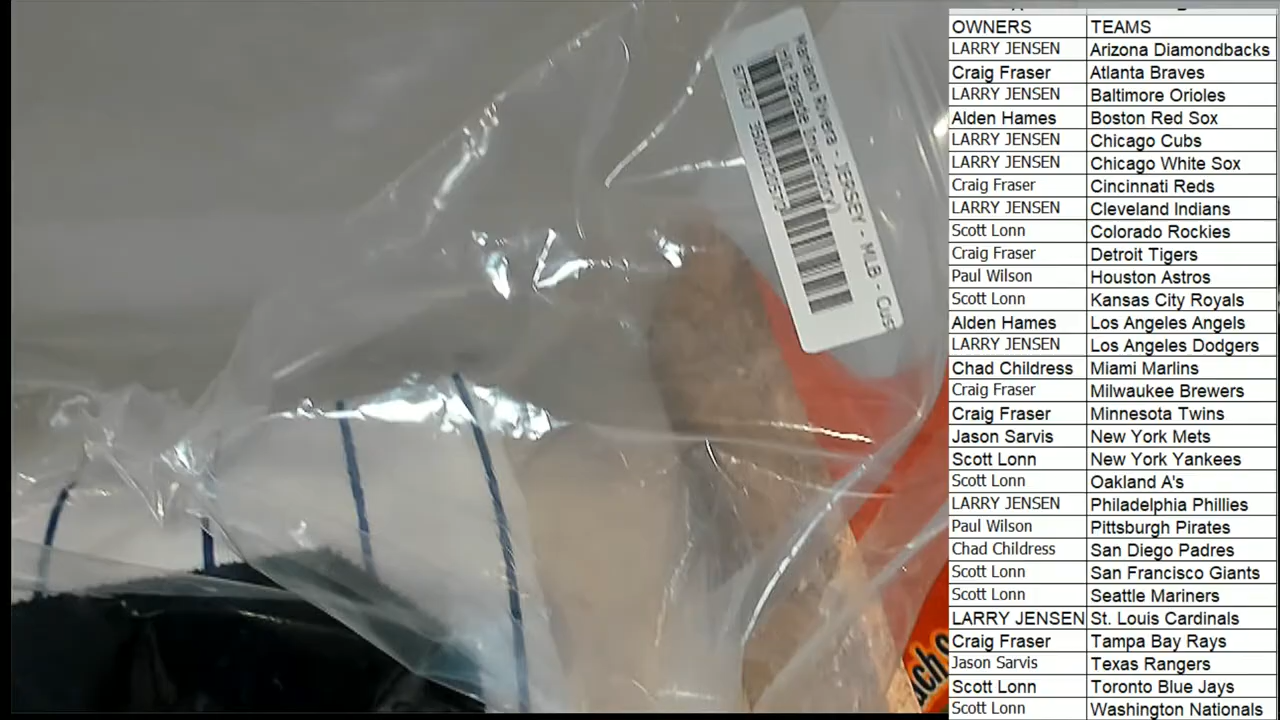 Mariano Rivera - JERSEY - MLB - Cus
OWNERS TEAMS
LARRY JENSEN Arizona Diamondbacks
Craig Fraser Atlanta Braves
LARRY JENSEN Baltimore Orioles
Alden Hames Boston Red Sox
LARRY JENSEN Chicago Cubs
LARRY JENSEN Chicago White Sox
Craig Fraser Cincinnati Reds
LARRY JENSEN Cleveland Indians
Scott Lonn Colorado Rockies
Craig Fraser Detroit Tigers
Paul Wilson Houston Astros
Scott Lonn Kansas City Royals
Alden Hames Los Angeles Angels
LARRY JENSEN Los Angeles Dodgers
Chad Childress Miami Marlins
Craig Fraser Milwaukee Brewers
Craig Fraser Minnesota Twins
Jason Sarvis New York Mets
Scott Lonn New York Yankees
Scott Lonn Oakland A's
LARRY JENSEN Philadelphia Phillies
Paul Wilson Pittsburgh Pirates
Chad Childress San Diego Padres
Scott Lonn San Francisco Giants
Scott Lonn Seattle Mariners
LARRY JENSEN St. Louis Cardinals
Craig Fraser Tampa Bay Rays
Jason Sarvis Texas Rangers
Scott Lonn Toronto Blue Jays
Scott Lonn Washington Nationals